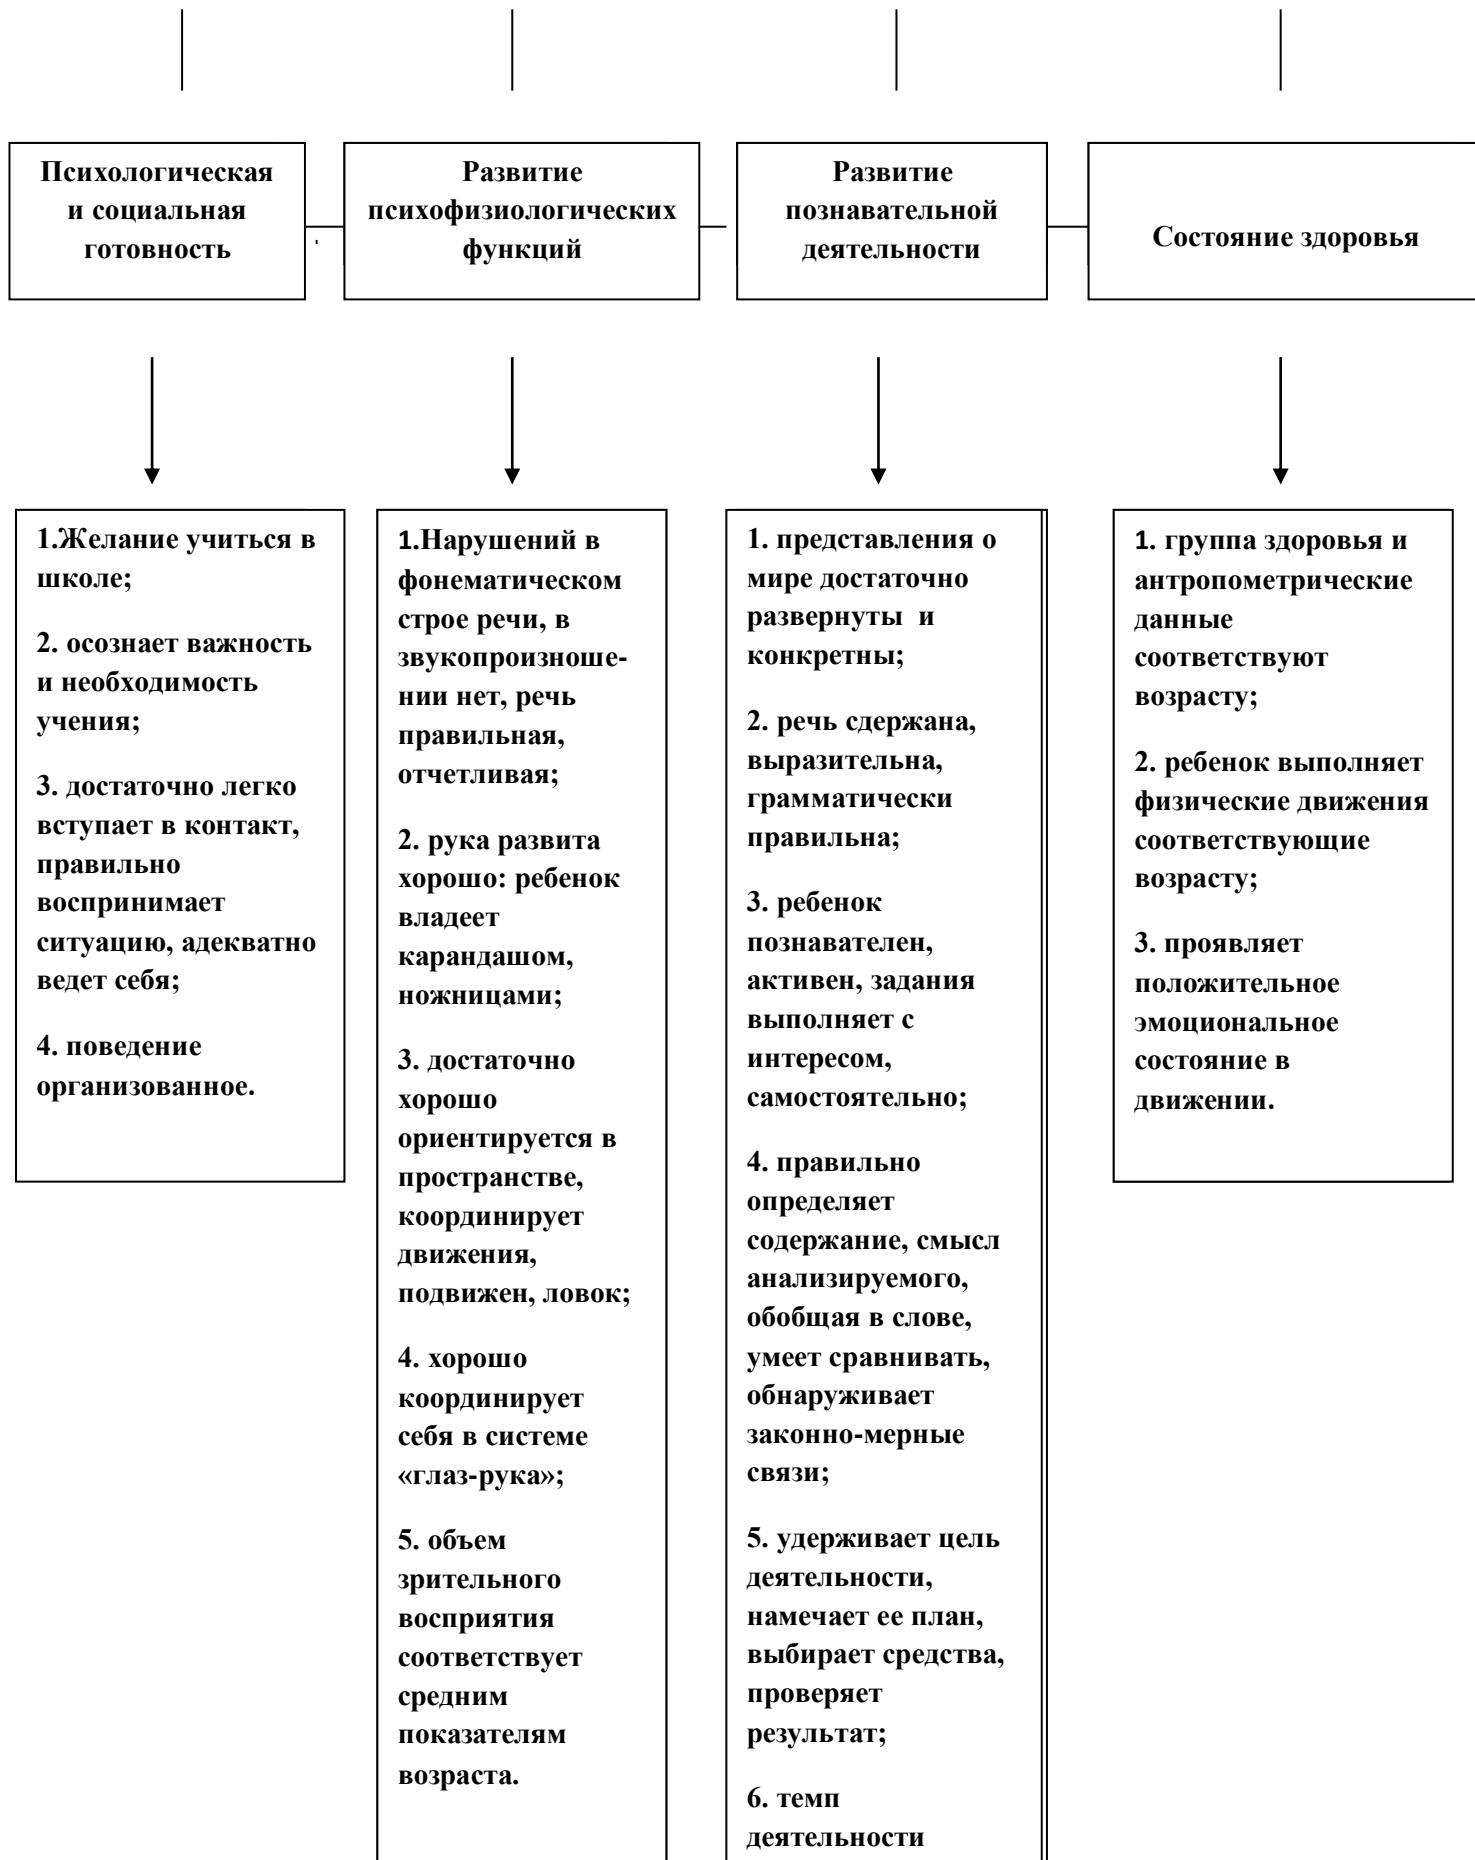 Психологическая
и социальная
готовность
Развитие
психофизиологических
функций
Развитие
познавательной
деятельности
Состояние здоровья
1.Желание учиться в
школе;
2. осознает важность
и необходимость
учения;
3. достаточно легко
вступает в контакт,
правильно
воспринимает
ситуацию, адекватно
ведет себя;
4. поведение
организованное.
1.Нарушений в
фонематическом
строе речи, в
звукопроизноше-
нии нет, речь
правильная,
отчетливая;
2. рука развита
хорошо: ребенок
владеет
карандашом,
ножницами;
3. достаточно
хорошо
ориентируется в
пространстве,
координирует
движения,
подвижен, ловок;
4. хорошо
координирует
себя в системе
«глаз-рука»;
5. объем
зрительного
восприятия
соответствует
средним
показателям
возраста.
1. представления о
мире достаточно
развернуты и
конкретны;
2. речь сдержана,
выразительна,
грамматически
правильна;
3. ребенок
познавателен,
активен, задания
выполняет с
интересом,
самостоятельно;
4. правильно
определяет
содержание, смысл
анализируемого,
обобщая в слове,
умеет сравнивать,
обнаруживает
законно-мерные
связи;
5. удерживает цель
деятельности,
намечает ее план,
выбирает средства,
проверяет
результат;
6. темп
деятельности
1. группа здоровья и
антропометрические
данные
соответствуют
возрасту;
2. ребенок выполняет
физические движения
соответствующие
возрасту;
3. проявляет
положительное
эмоциональное
состояние в
движении.